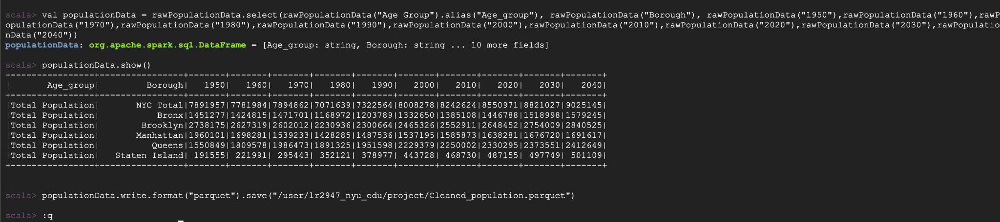 scala> val populationData = rawPopulationData.select(rawPopulationData("Age Group").alias("Age_group"), rawPopulationData("Borough"), rawPopulationData("1950"),rawPopulationData("1960"),rawP
opulationData("1970"),rawPopulationData("1980"),rawPopulationData("1990"),rawPopulationData("2000"),rawPopulationData("2010"),rawPopulationData("2020"),rawPopulationData("2030"),rawPopulatio
nData("2040"))
populationData: org.apache.spark.sql.DataFrame = [Age_group: string, Borough: string ... 10 more fields]
scala> populationData.show()
+----------------+----------------+-------+-------+-------+-------+-------+-------+-------+-------+-------+-------+
|       Age_group|         Borough|   1950|   1960|   1970|   1980|   1990|   2000|   2010|   2020|   2030|   2040|
+----------------+----------------+-------+-------+-------+-------+-------+-------+-------+-------+-------+-------+
|Total Population|       NYC Total|7891957|7781984|7894862|7071639|7322564|8008278|8242624|8550971|8821027|9025145|
|Total Population|           Bronx|1451277|1424815|1471701|1168972|1203789|1332650|1385108|1446788|1518998|1579245|
|Total Population|        Brooklyn|2738175|2627319|2602012|2230936|2300664|2465326|2552911|2648452|2754009|2840525|
|Total Population|       Manhattan|1960101|1698281|1539233|1428285|1487536|1537195|1585873|1638281|1676720|1691617|
|Total Population|          Queens|1550849|1809578|1986473|1891325|1951598|2229379|2250002|2330295|2373551|2412649|
|Total Population|   Staten Island| 191555| 221991| 295443| 352121| 378977| 443728| 468730| 487155| 497749| 501109|
+----------------+----------------+-------+-------+-------+-------+-------+-------+-------+-------+-------+-------+
scala> populationData.write.format("parquet").save("/user/lr2947_nyu_edu/project/Cleaned_population.parquet")
scala> :q